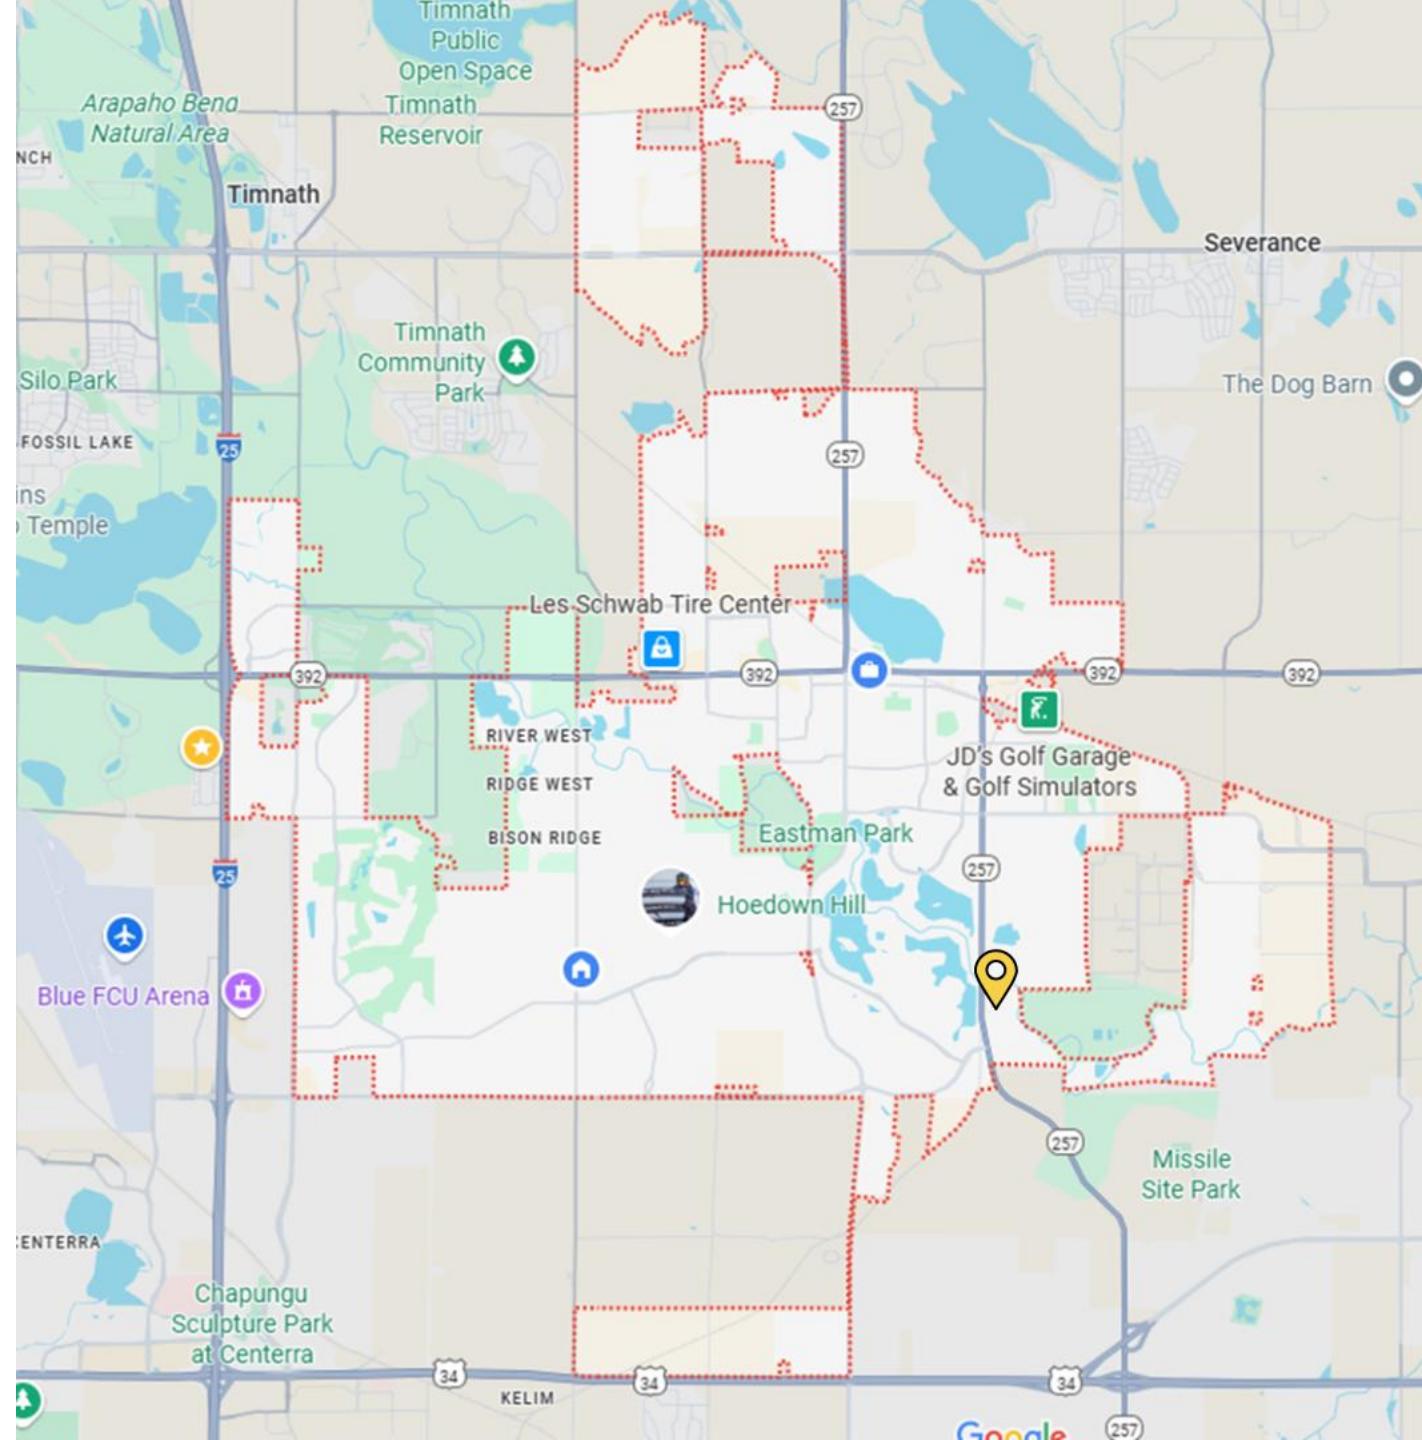 Timnath
Public
Open Space
Arapaho Bend
Natural Area
Timnath
Reservoir
257
NCH
Timnath
Severance
Timnath
Community
Park
Silo Park
The Dog Barn
FOSSIL LAKE
25
257
ins
Temple
Les Schwab Tire Center
392
392
392
392
RIVER WEST
JD's Golf Garage
& Golf Simulators
RIDGE WEST
BISON RIDGE
Eastman Park
25
257
Hoedown Hill
Blue FCU Arena
257
Missile
Site Park
CENTERRA
Chapungu
Sculpture Park
at Centerra
34
34
34
KELIM
257
Google